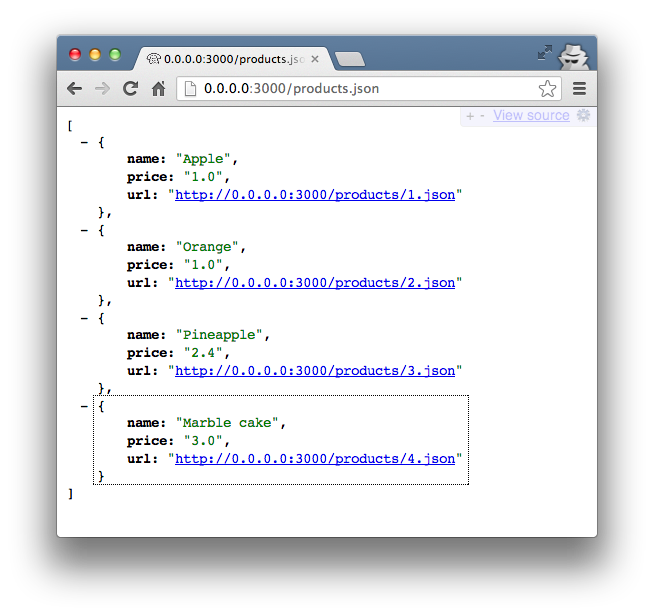 0.0.0.0:3000/products.jso
0.0.0.0:3000/products.json
+ - View source
[
- {
name: "Apple",
price: "1.0",
url: "http://0.0.0.0:3000/products/1.json"
},
- {
name: "Orange",
price: "1.0",
url: "http://0.0.0.0:3000/products/2.json"
},
- {
name: "Pineapple",
price: "2.4",
url: "http://0.0.0.0:3000/products/3.json"
},
- {
name: "Marble cake",
price: "3.0",
url: "http://0.0.0.0:3000/products/4.json"
}
]